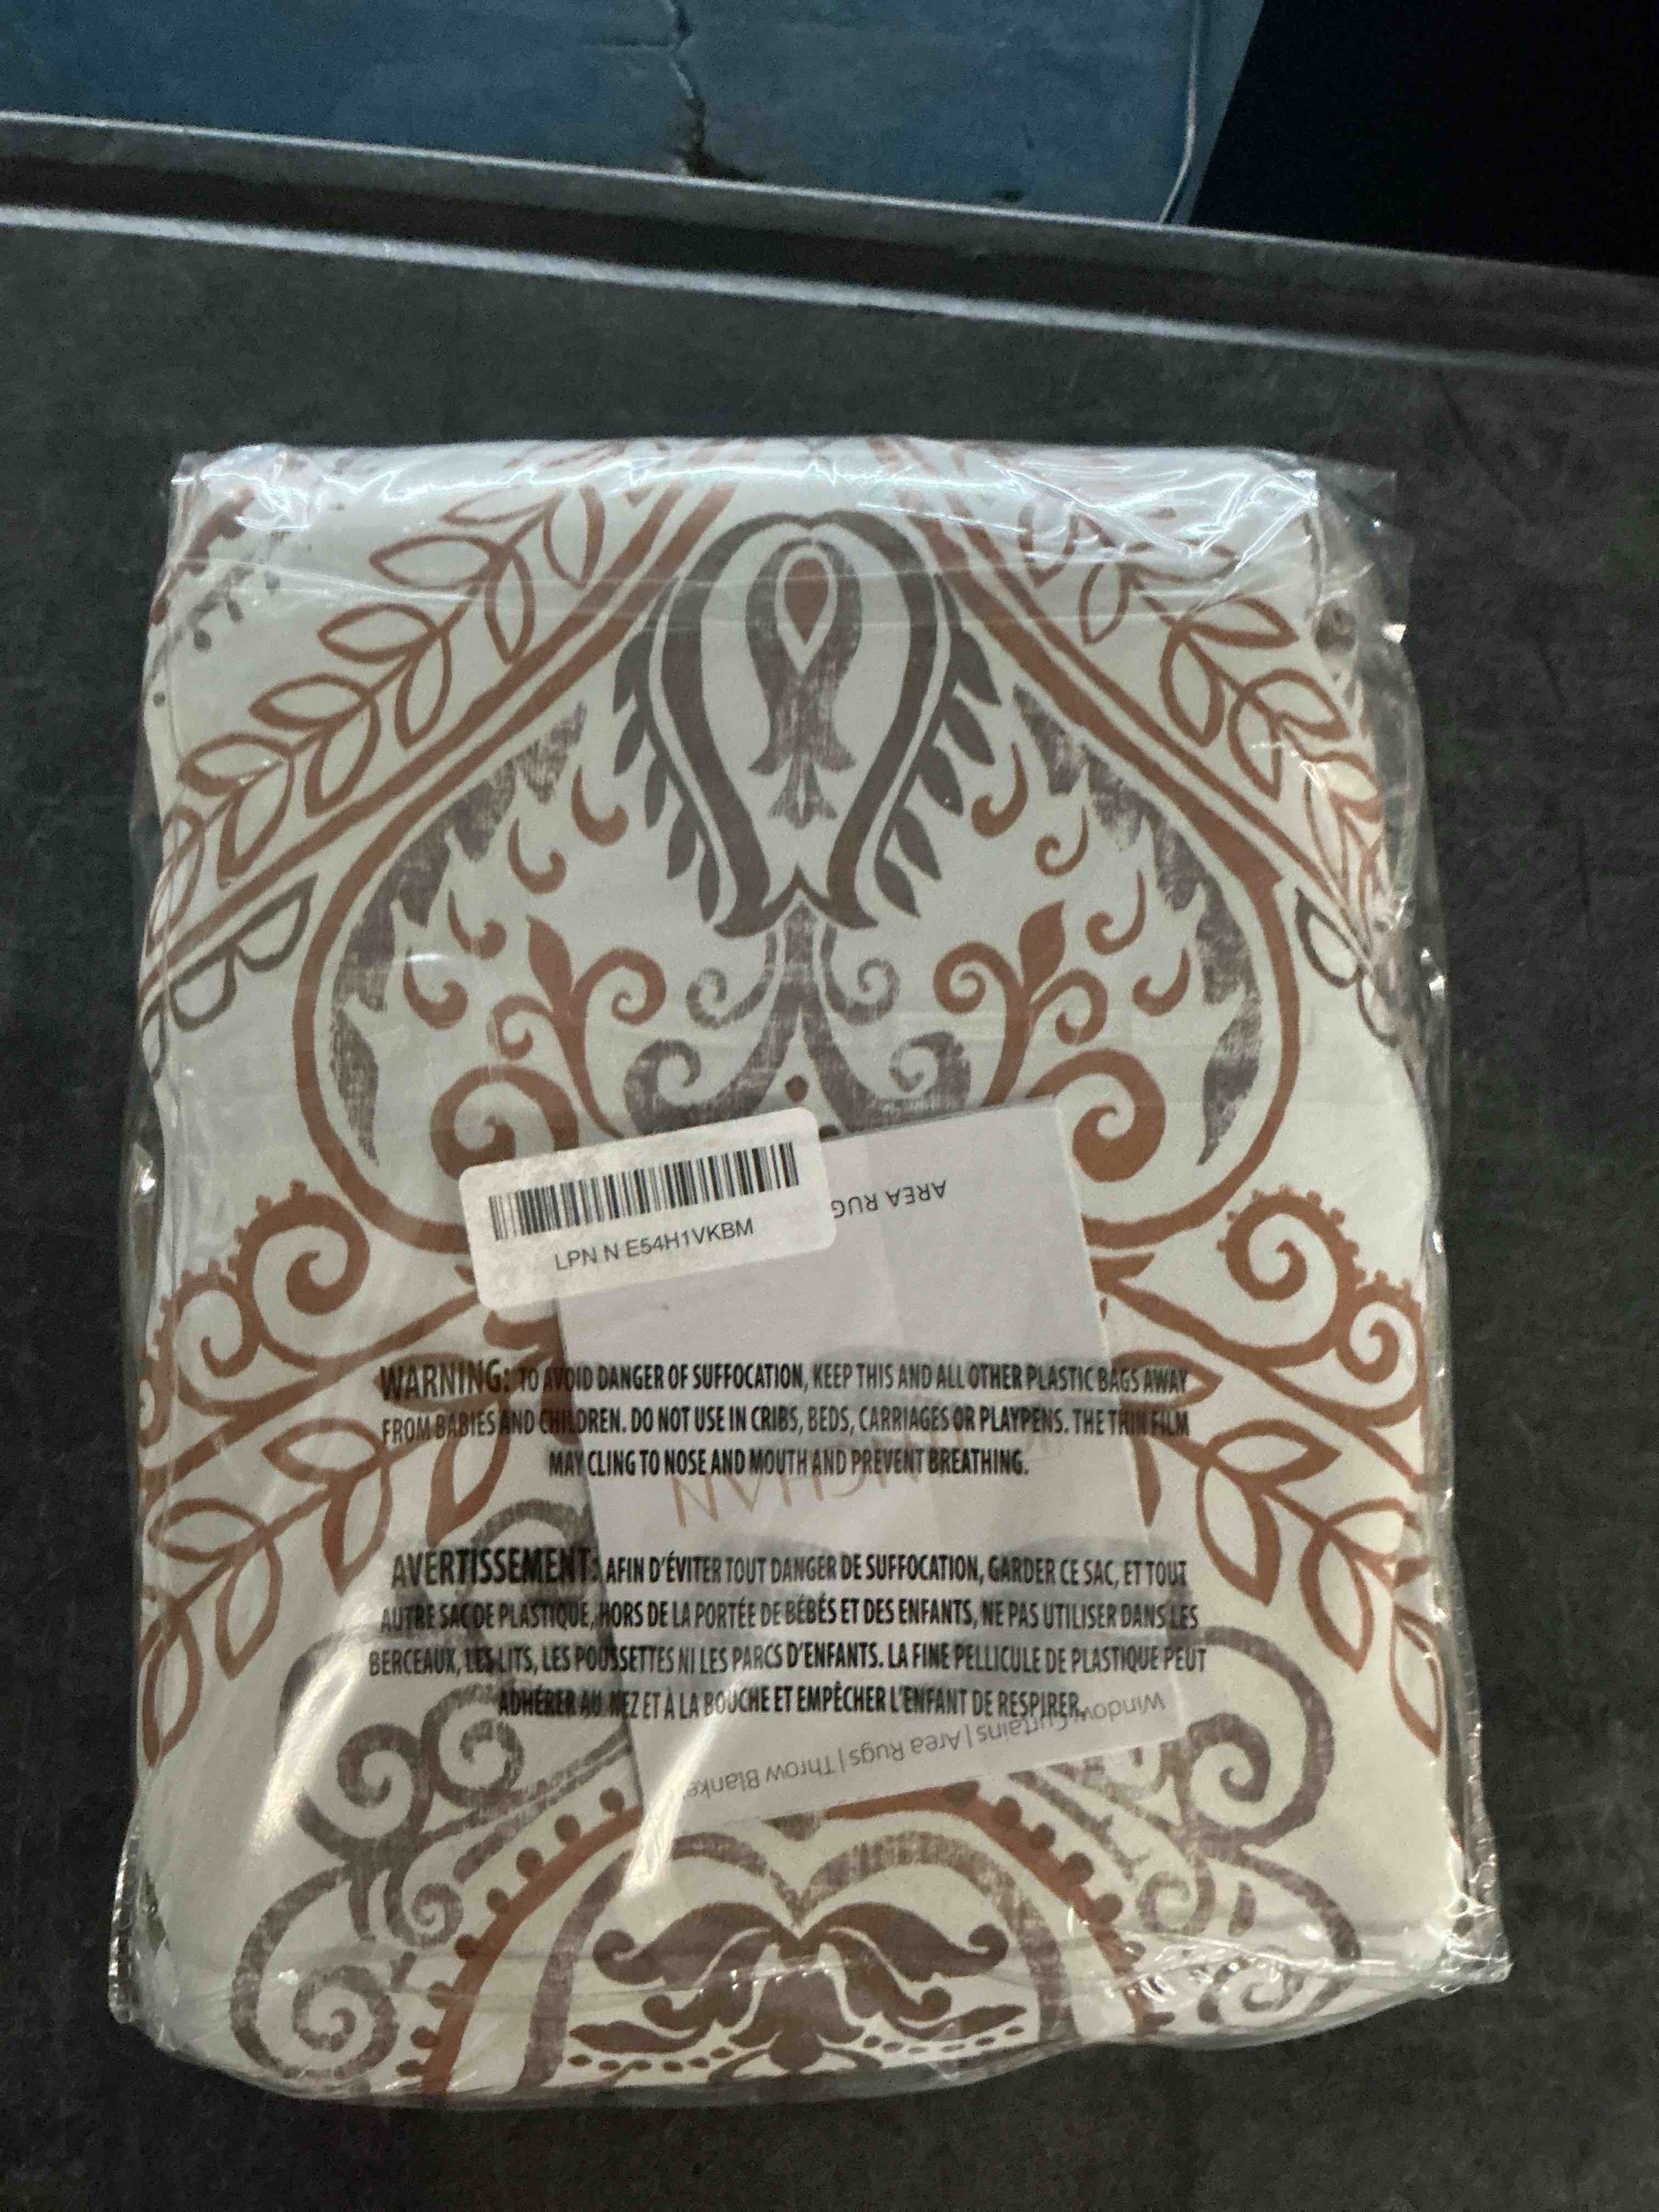 LPN N E54H1VKBM
AREA RUG
WARNING: TO AVOID DANGER OF SUFFOCATION, KEEP THIS AND ALL OTHER PLASTIC BAGS AWAY
FROM BABIES AND CHILDREN. DO NOT USE IN CRIBS, BEDS, CARRIAGES OR PLAYPENS. THE THIN FILM
MAY CLING TO NOSE AND MOUTH AND PREVENT BREATHING.
AVERTISSEMENT: AFIN D'ÉVITER TOUT DANGER DE SUFFOCATION, GARDER CE SAC, ET TOUT
AUTRE SAC DE PLASTIQUE, HORS DE LA PORTÉE DE BÉBÉS ET DES ENFANTS, NE PAS UTILISER DANS LES
BERCEAUX, LES LITS, LES POUSSETTES NI LES PARCS D'ENFANTS. LA FINE PELLICULE DE PLASTIQUE PEUT
ADHÉRER AU NEZ ET À LA BOUCHE ET EMPÊCHER L'ENFANT DE RESPIRER.
Window Curtains | Area Rugs | Throw Blanke